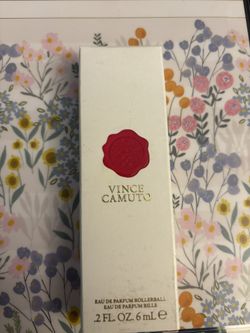 VINCE
CAMUTO
EAU DE PARFUM ROLLERBALL
EAU DE PARFUM BILLE
.2 FL. OZ. 6 mL e